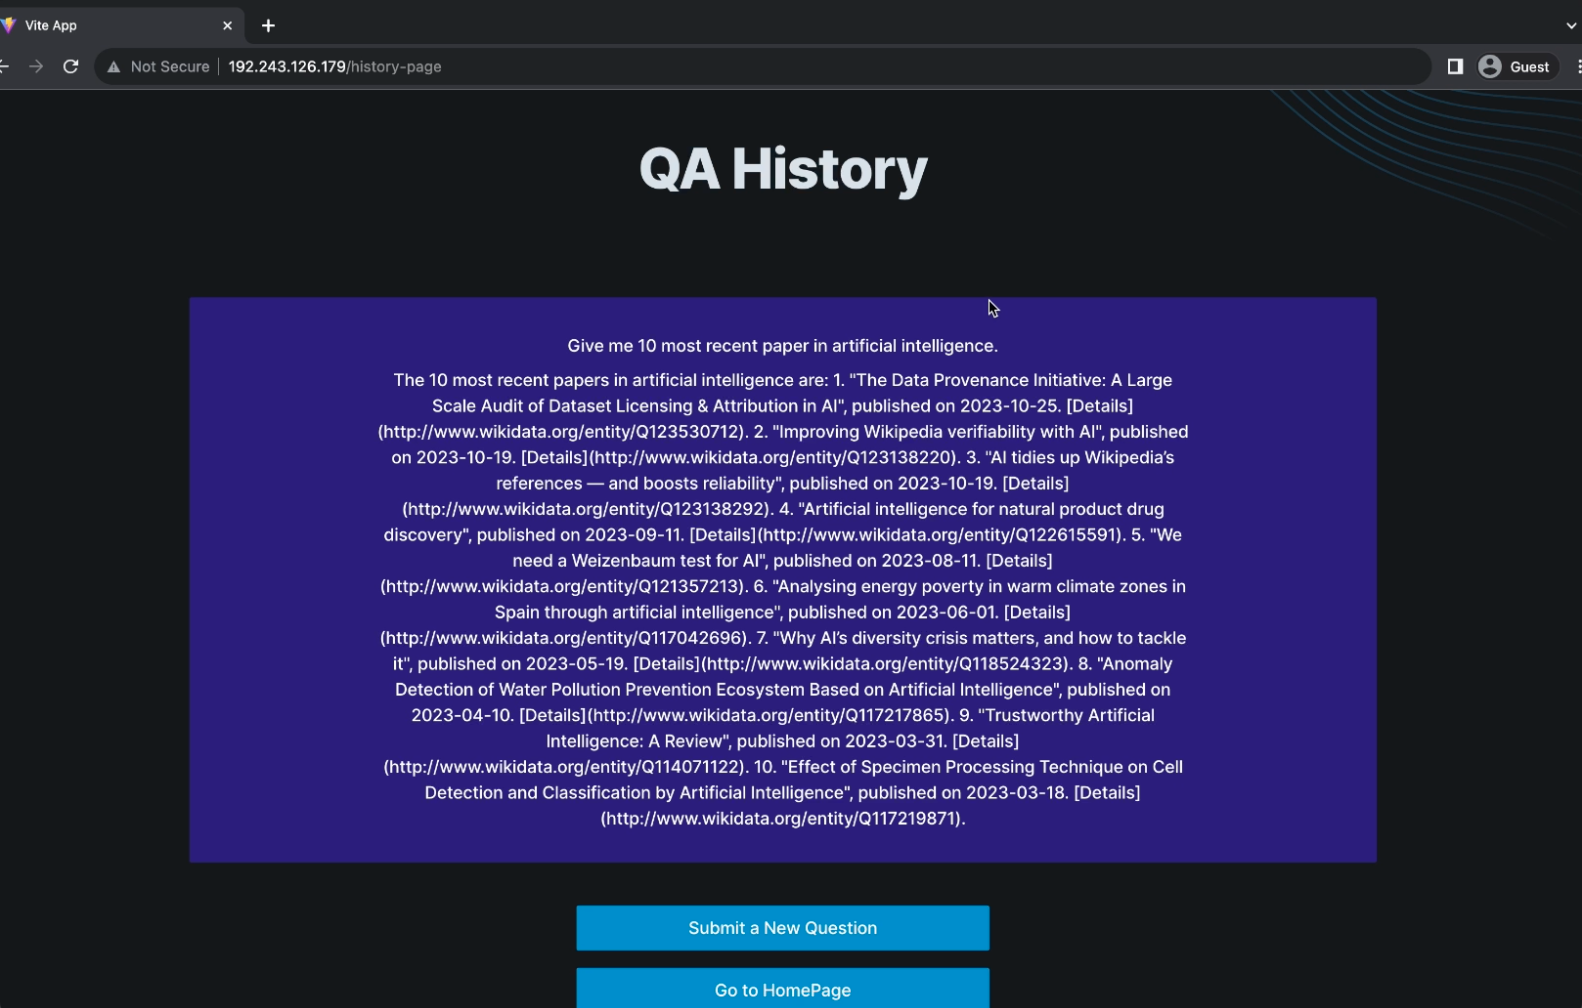 Vite App
Not Secure
192.243.126.179/history-page
Guest
QA History
Give me 10 most recent paper in artificial intelligence.
The 10 most recent papers in artificial intelligence are: 1. "The Data Provenance Initiative: A Large
Scale Audit of Dataset Licensing & Attribution in AI", published on 2023-10-25. [Details]
(http://www.wikidata.org/entity/Q123530712). 2. "Improving Wikipedia verifiability with AI", published
on 2023-10-19. [Details](http://www.wikidata.org/entity/Q123138220). 3. "AI tidies up Wikipedia’s
references — and boosts reliability", published on 2023-10-19. [Details]
(http://www.wikidata.org/entity/Q123138292). 4. "Artificial intelligence for natural product drug
discovery", published on 2023-09-11. [Details](http://www.wikidata.org/entity/Q122615591). 5. "We
need a Weizenbaum test for AI", published on 2023-08-11. [Details]
(http://www.wikidata.org/entity/Q121357213). 6. "Analysing energy poverty in warm climate zones in
Spain through artificial intelligence", published on 2023-06-01. [Details]
(http://www.wikidata.org/entity/Q117042696). 7. "Why AI’s diversity crisis matters, and how to tackle
it", published on 2023-05-19. [Details](http://www.wikidata.org/entity/Q118524323). 8. "Anomaly
Detection of Water Pollution Prevention Ecosystem Based on Artificial Intelligence", published on
2023-04-10. [Details](http://www.wikidata.org/entity/Q117217865). 9. "Trustworthy Artificial
Intelligence: A Review", published on 2023-03-31. [Details]
(http://www.wikidata.org/entity/Q114071122). 10. "Effect of Specimen Processing Technique on Cell
Detection and Classification by Artificial Intelligence", published on 2023-03-18. [Details]
(http://www.wikidata.org/entity/Q117219871).
Submit a New Question
Go to HomePage